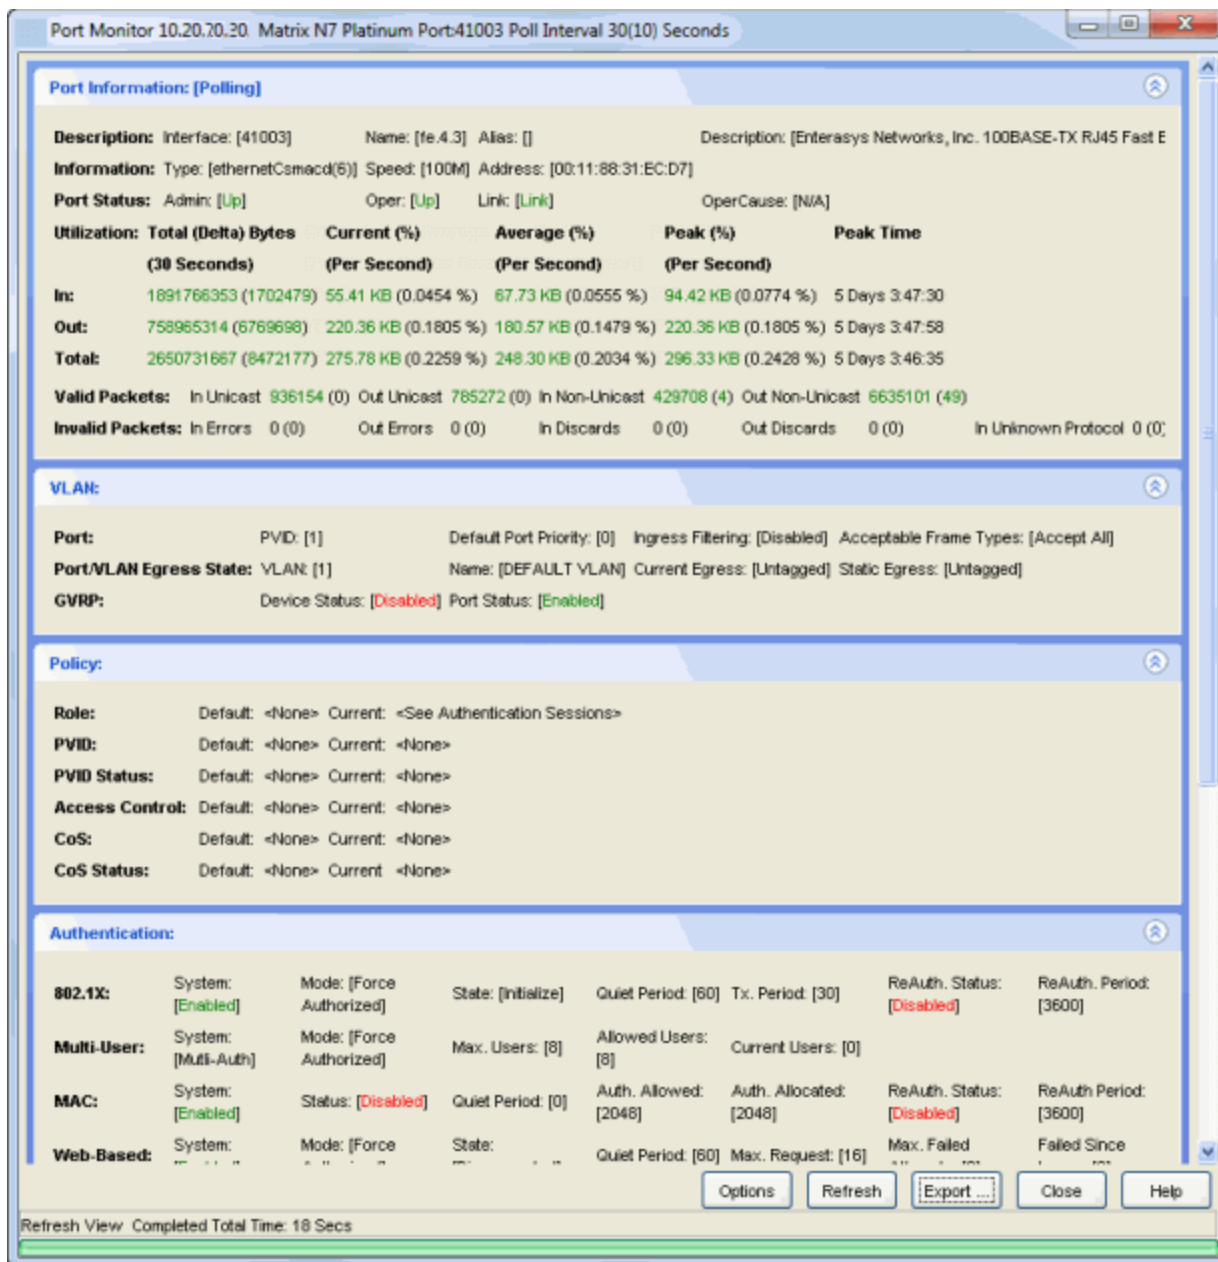 Port Monitor 10.20.70.30 Matrix N7 Platinum Port:41003 Poll Interval 30(10) Seconds
Port Information: [Polling]
Description: Interface: [41003] Name: [fe.4.3] Alias: [] Description: [Enterasys Networks, Inc. 100BASE-TX RJ45 Fast E
Information: Type: [ethernetCsmacd(6)] Speed: [100M] Address: [00:11:88:31:EC:D7]
Port Status: Admin: [Up] Oper: [Up] Link: [Link] OperCause: [N/A]
Utilization: Total (Delta) Bytes Current (%) Average (%) Peak (%) Peak Time
(30 Seconds) (Per Second) (Per Second) (Per Second)
In: 1891766353 (1702479) 55.41 KB (0.0454 %) 67.73 KB (0.0555 %) 94.42 KB (0.0774 %) 5 Days 3:47:30
Out: 758965314 (6769698) 220.36 KB (0.1805 %) 180.57 KB (0.1479 %) 220.36 KB (0.1805 %) 5 Days 3:47:58
Total: 2650731667 (8472177) 275.78 KB (0.2259 %) 248.30 KB (0.2034 %) 296.33 KB (0.2428 %) 5 Days 3:46:35
Valid Packets: In Unicast 936154 (0) Out Unicast 785272 (0) In Non-Unicast 429708 (4) Out Non-Unicast 6635101 (49)
Invalid Packets: In Errors 0 (0) Out Errors 0 (0) In Discards 0 (0) Out Discards 0 (0) In Unknown Protocol 0 (0)
VLAN:
Port: PVID: [1] Default Port Priority: [0] Ingress Filtering: [Disabled] Acceptable Frame Types: [Accept All]
Port/VLAN Egress State: VLAN: [1] Name: [DEFAULT VLAN] Current Egress: [Untagged] Static Egress: [Untagged]
GVRP: Device Status: [Disabled] Port Status: [Enabled]
Policy:
Role: Default: <None> Current: <See Authentication Sessions>
PVID: Default: <None> Current: <None>
PVID Status: Default: <None> Current: <None>
Access Control: Default: <None> Current: <None>
CoS: Default: <None> Current: <None>
CoS Status: Default: <None> Current <None>
Authentication:
802.1X: System: [Enabled] Mode: [Force Authorized] State: [Initialize] Quiet Period: [60] Tx. Period: [30] ReAuth. Status: [Disabled] ReAuth. Period: [3600]
Multi-User: System: [Mutli-Auth] Mode: [Force Authorized] Max. Users: [8] Allowed Users: [8] Current Users: [0]
MAC: System: [Enabled] Status: [Disabled] Quiet Period: [0] Auth. Allowed: [2048] Auth. Allocated: [2048] ReAuth. Status: [Disabled] ReAuth Period: [3600]
Web-Based: System: Mode: [Force State: Quiet Period: [60] Max. Request: [16] Max. Failed Failed Since
Options Refresh Export ... Close Help
Refresh View Completed Total Time: 18 Secs